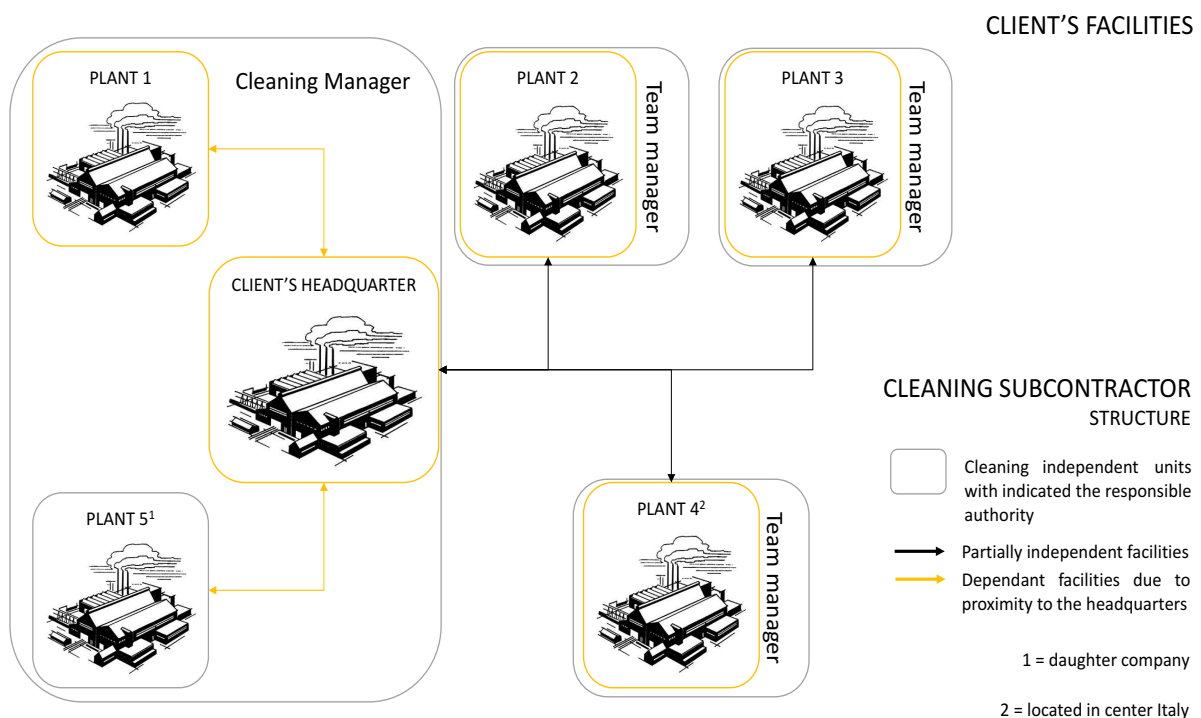 CLIENT'S FACILITIES
PLANT 1
Cleaning Manager
PLANT 2
Team manager
PLANT 3
Team manager
CLIENT'S HEADQUARTER
PLANT 5¹
PLANT 4²
Team manager
CLEANING SUBCONTRACTOR
STRUCTURE
Cleaning independent units
with indicated the responsible
authority
Partially independent facilities
Dependant facilities due to
proximity to the headquarters
1 = daughter company
2 = located in center Italy